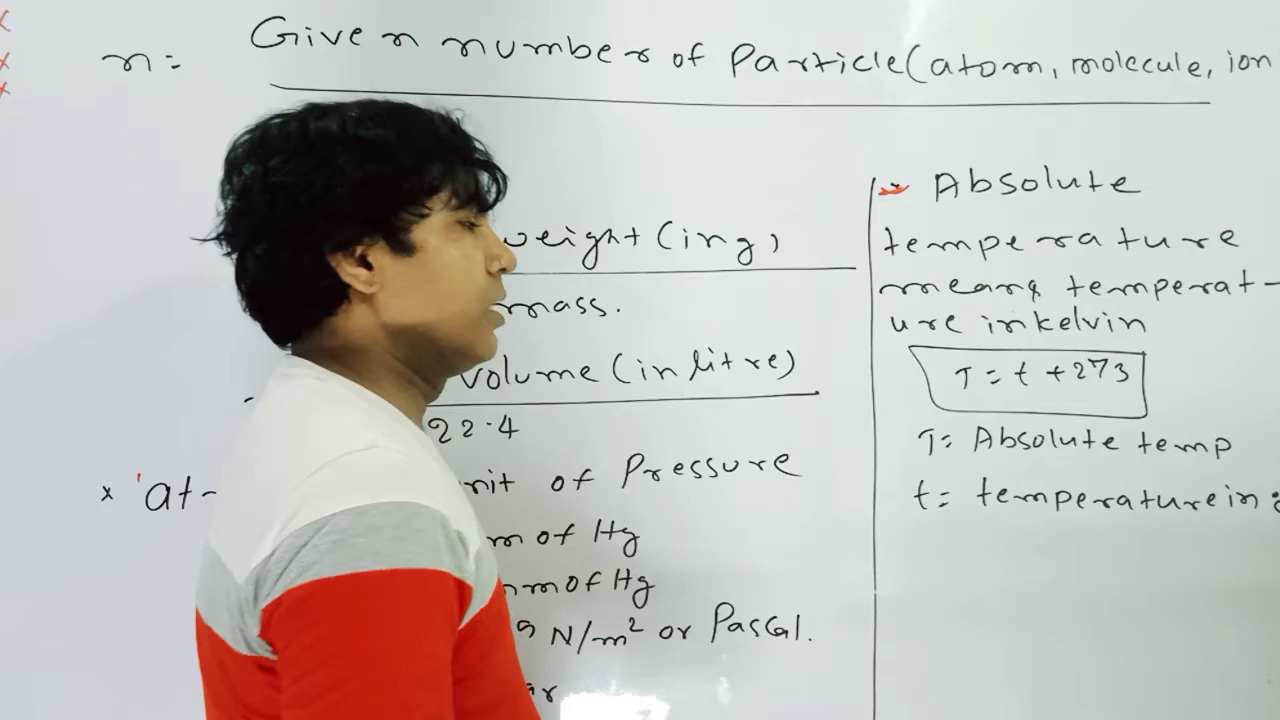 n= Given number of Particle(atom, molecule, ion
weight (in g)
mass.
volume (in litre)
22.4
x 'at-
nit of Pressure
m of Hg
mm of Hg
9 N/m² or Pascal.
Absolute
temperature
means temperat-
ure in kelvin
T = t + 273
T= Absolute temp
t= temperature in